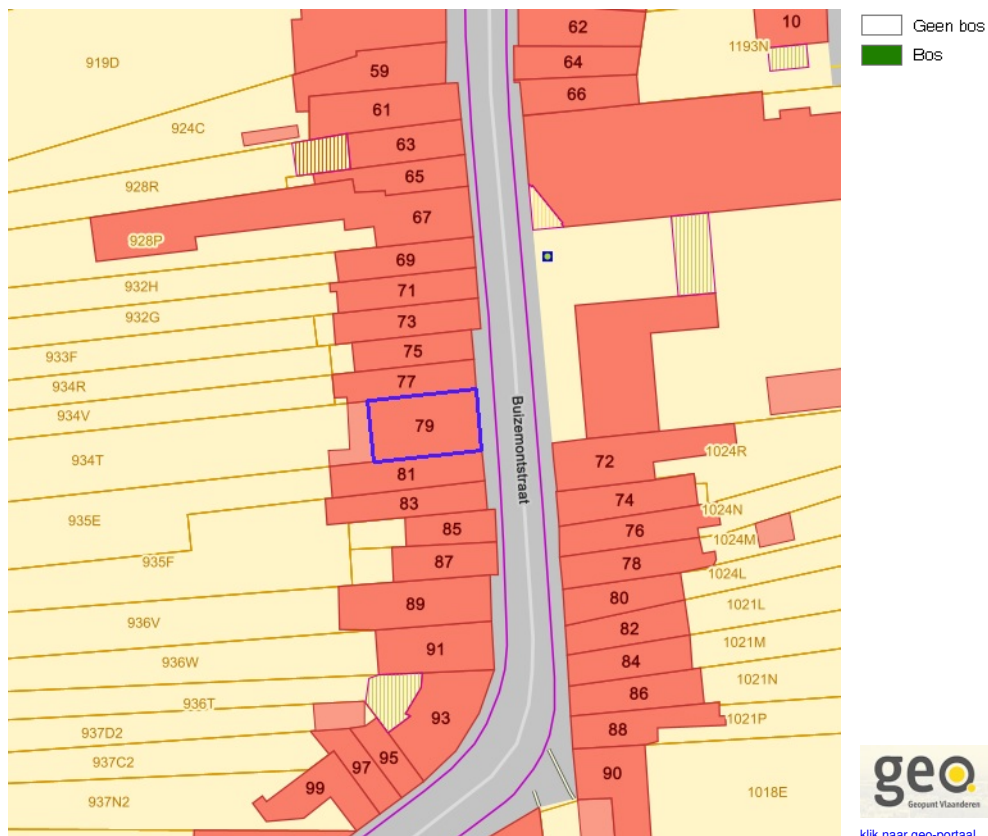 62
10
Geen bos
1193N
919D
64
Bos
59
66
61
924C
63
65
928R
67
928P
69
932H
71
932G
73
75
933F
77
934R
934V
79
Buizemontstraat
934T
72
1024R
81
74
83
1024N
935E
85
76
1024M
935F
87
78
1024L
80
89
1021L
936V
82
1021M
91
84
936W
1021N
86
936T
93
1021P
88
937D2
95
937C2
97
90
99
937N2
1018E
geo
Geopunt Vlaanderen
klik naar geo-portaal